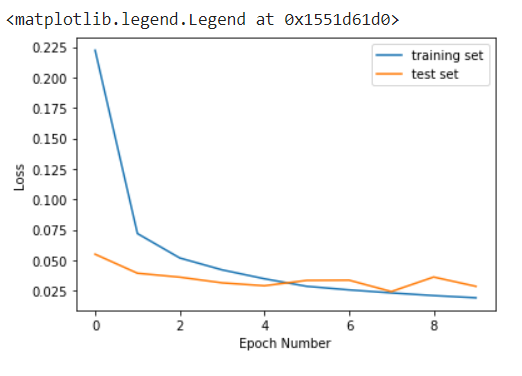 <matplotlib.legend.Legend at 0x1551d61d0>
training set
test set
0.225
0.200
0.175
0.150
0.125
0.100
0.075
0.050
0.025
Loss
0 2 4 6 8
Epoch Number